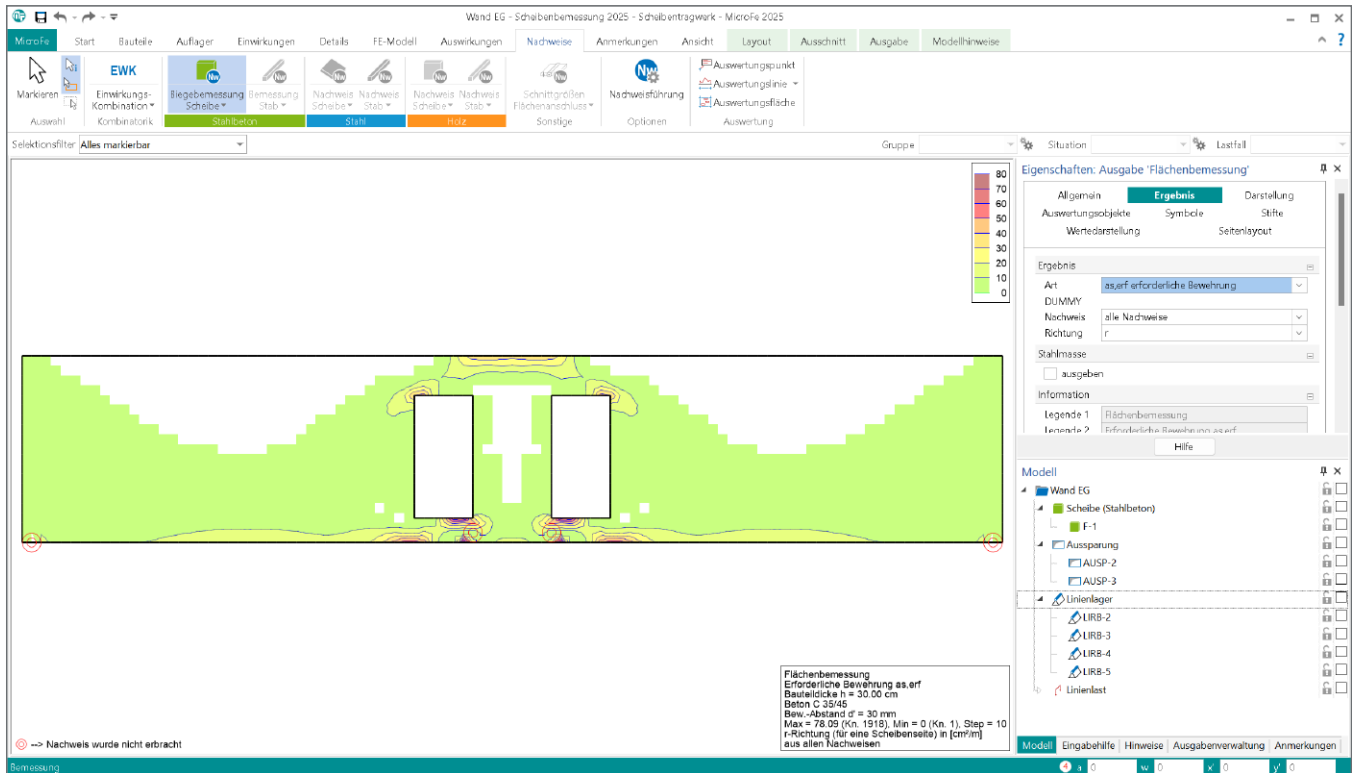 Wand EG - Scheibenbemessung 2025 - Scheibentragwerk - MicroFe 2025
MicroFe Start Bauteile Auflager Einwirkungen Details FE-Modell Auswirkungen Nachweise Anmerkungen Ansicht Layout Ausschnitt Ausgabe Modellhinweise
Markieren
EWK
Einwirkungs-
Kombination
Biegebemessung
Scheibe
Bemessung
Stab
Nachweis
Scheibe
Nachweis
Stab
Nachweis
Scheibe
Nachweis
Stab
Schnittgrößen
Flächenanschluss
Nachweisführung
Auswertungspunkt
Auswertungslinie
Auswertungsfläche
Auswahl Kombinatorik Stahlbeton Stahl Holz Sonstige Optionen Auswertung
Selektionsfilter Alles markierbar Gruppe Situation Lastfall
80
70
60
50
40
30
20
10
0
Flächenbemessung
Erforderliche Bewehrung as,erf
Bauteildicke h = 30.00 cm
Beton C 35/45
Bew.-Abstand d' = 30 mm
Max = 78.09 (Kn. 1918), Min = 0 (Kn. 1), Step = 10
r-Richtung (für eine Scheibenseite) in [cm²/m]
aus allen Nachweisen
--> Nachweis wurde nicht erbracht
Eigenschaften: Ausgabe 'Flächenbemessung'
Allgemein Ergebnis Darstellung
Auswertungsobjekte Symbole Stifte
Wertedarstellung Seitenlayout
Ergebnis
Art as,erf erforderliche Bewehrung
DUMMY
Nachweis alle Nachweise
Richtung r
Stahlmasse
ausgeben
Information
Legende 1 Flächenbemessung
Legende 2 Erforderliche Bewehrung as,erf
Hilfe
Modell
Wand EG
Scheibe (Stahlbeton)
F-1
Aussparung
AUSP-2
AUSP-3
Linienlager
LIRB-2
LIRB-3
LIRB-4
LIRB-5
Linienlast
Modell Eingabehilfe Hinweise Ausgabenverwaltung Anmerkungen
Bemessung 4 a 0 w 0 x' 0 y' 0